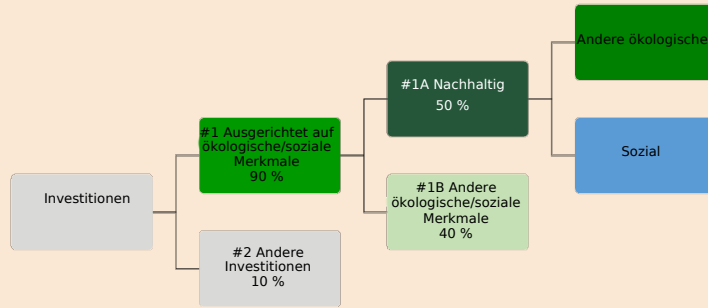 Andere ökologische
#1A Nachhaltig
50 %
#1 Ausgerichtet auf
ökologische/soziale
Merkmale
90 %
Sozial
Investitionen
#1B Andere
ökologische/soziale
Merkmale
40 %
#2 Andere
Investitionen
10 %